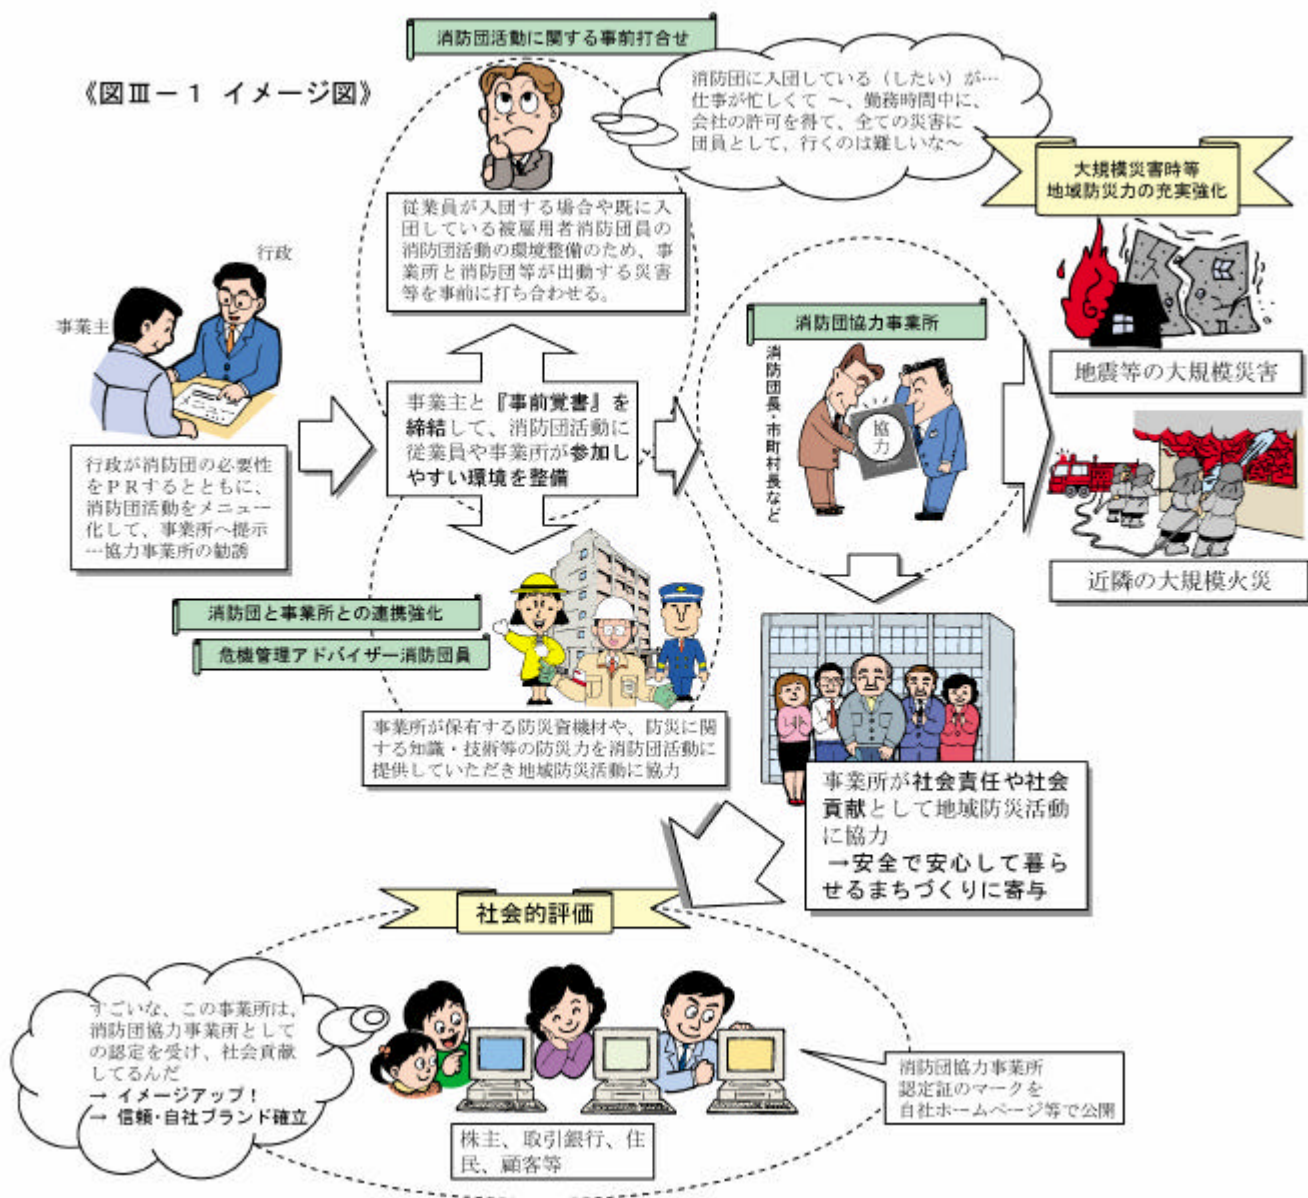 《図Ⅲ－１ イメージ図》
消防団活動に関する事前打合せ
消防団に入団している（したい）が…
仕事が忙しくて ～、勤務時間中に、
会社の許可を得て、全ての災害に
団員として、行くのは難しいな～
従業員が入団する場合や既に入
団している被雇用者消防団員の
消防団活動の環境整備のため、事
業所と消防団等が出動する災害
等を事前に打ち合わせる。
行政
事業主
行政が消防団の必要性
をＰＲするとともに、
消防団活動をメニュー
化して、事業所へ提示
…協力事業所の勧誘
事業主と『事前覚書』を
締結して、消防団活動に
従業員や事業所が参加し
やすい環境を整備
消防団と事業所との連携強化
危機管理アドバイザー消防団員
事業所が保有する防災資機材や、防災に関
する知識・技術等の防災力を消防団活動に
提供していただき地域防災活動に協力
消防団協力事業所
消防団長・市町村長など
協
力
大規模災害時等
地域防災力の充実強化
地震等の大規模災害
近隣の大規模火災
事業所が社会責任や社会
貢献として地域防災活動
に協力
→安全で安心して暮ら
せるまちづくりに寄与
社会的評価
すごいな、この事業所は、
消防団協力事業所として
の認定を受け、社会貢献
してるんだ
→ イメージアップ！
→ 信頼・自社ブランド確立
株主、取引銀行、住
民、顧客等
消防団協力事業所
認定証のマークを
自社ホームページ等で公開